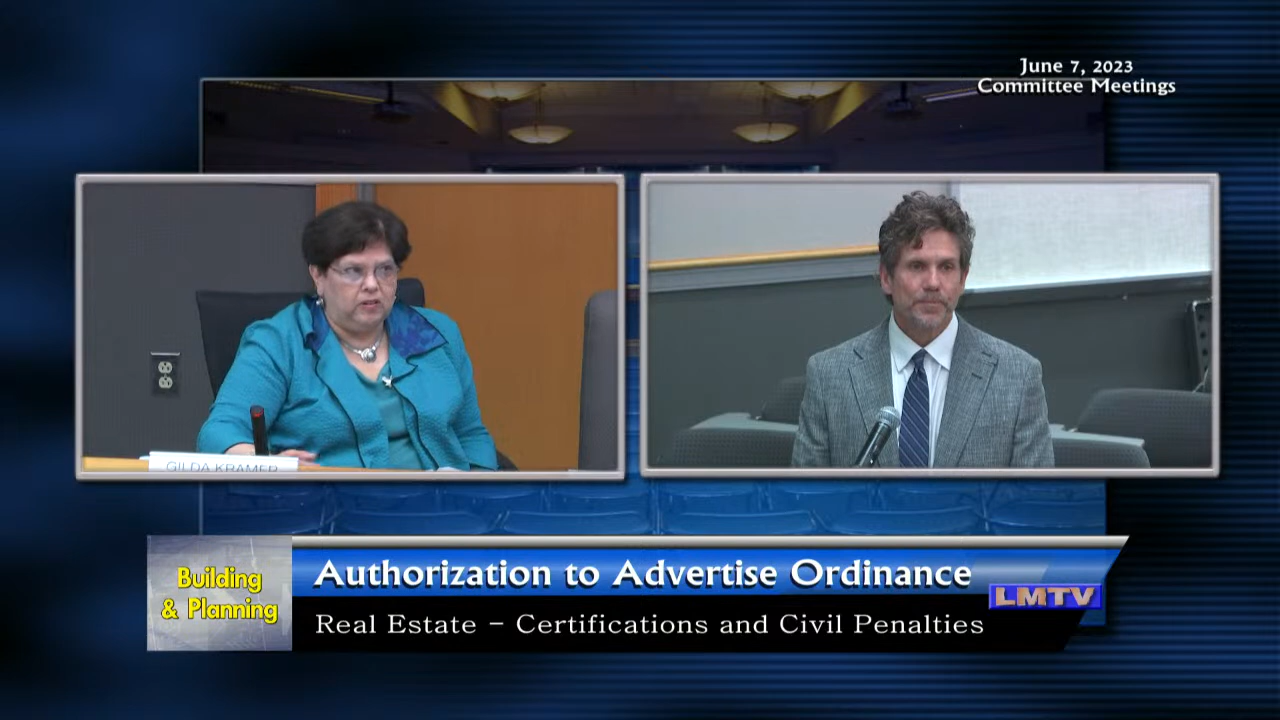 June 7, 2023
Committee Meetings
GILDA KRAMER
Building
& Planning
Authorization to Advertise Ordinance
LMTV
Real Estate – Certifications and Civil Penalties